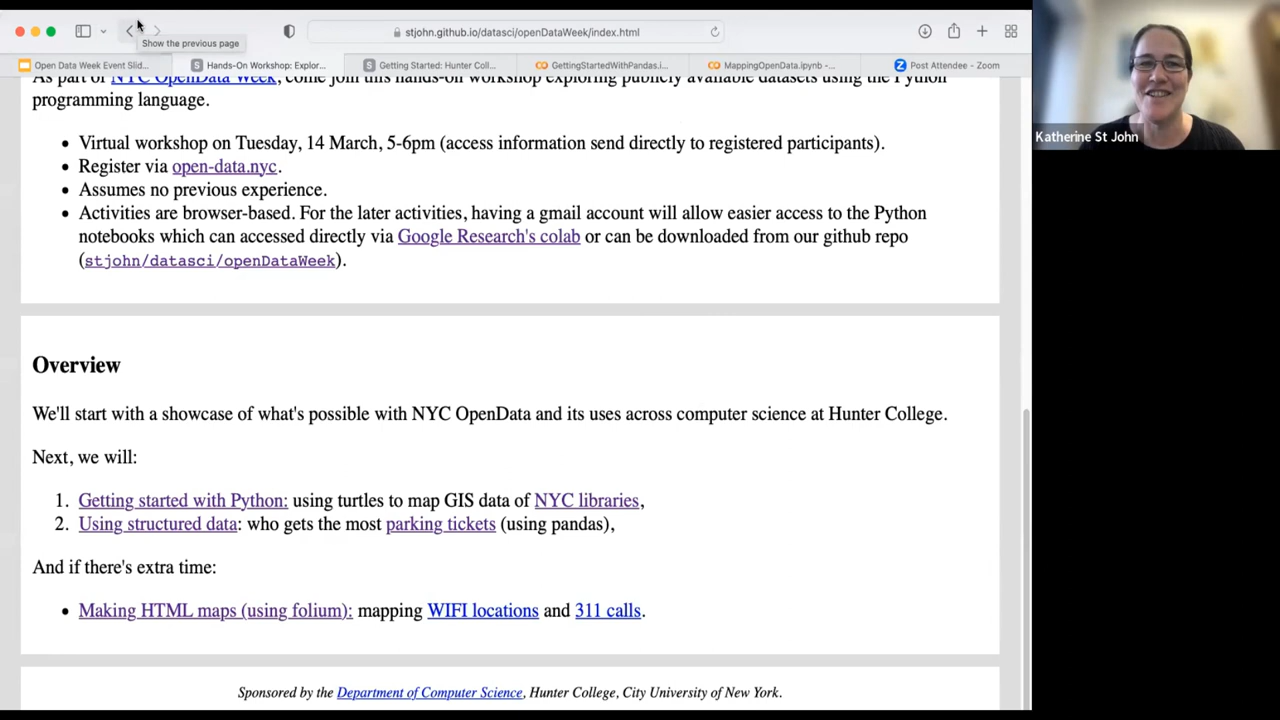 stjohn.github.io/datasci/openDataWeek/index.html
Show the previous page
Open Data Week Event Slid...
Hands-On Workshop: Explor...
Getting Started: Hunter Coll...
GettingStartedWithPandas.i...
MappingOpenData.ipynb -...
Post Attendee - Zoom
As part of NYC OpenData Week, come join this hands-on workshop exploring publicly available datasets using the Python
programming language.
• Virtual workshop on Tuesday, 14 March, 5-6pm (access information send directly to registered participants).
• Register via open-data.nyc.
• Assumes no previous experience.
• Activities are browser-based. For the later activities, having a gmail account will allow easier access to the Python
notebooks which can accessed directly via Google Research's colab or can be downloaded from our github repo
(stjohn/datasci/openDataWeek).
Overview
We'll start with a showcase of what's possible with NYC OpenData and its uses across computer science at Hunter College.
Next, we will:
1. Getting started with Python: using turtles to map GIS data of NYC libraries,
2. Using structured data: who gets the most parking tickets (using pandas),
And if there's extra time:
• Making HTML maps (using folium): mapping WIFI locations and 311 calls.
Sponsored by the Department of Computer Science, Hunter College, City University of New York.
Katherine St John